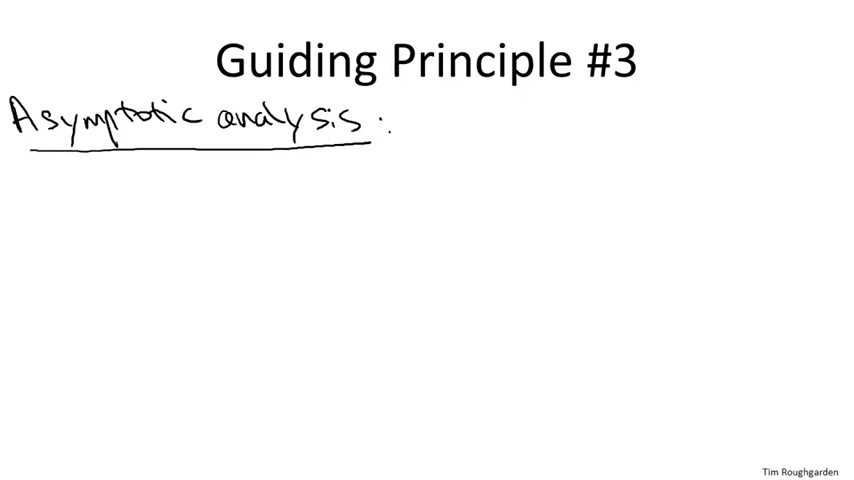 Guiding Principle #3
Asymptotic analysis :
Tim Roughgarden